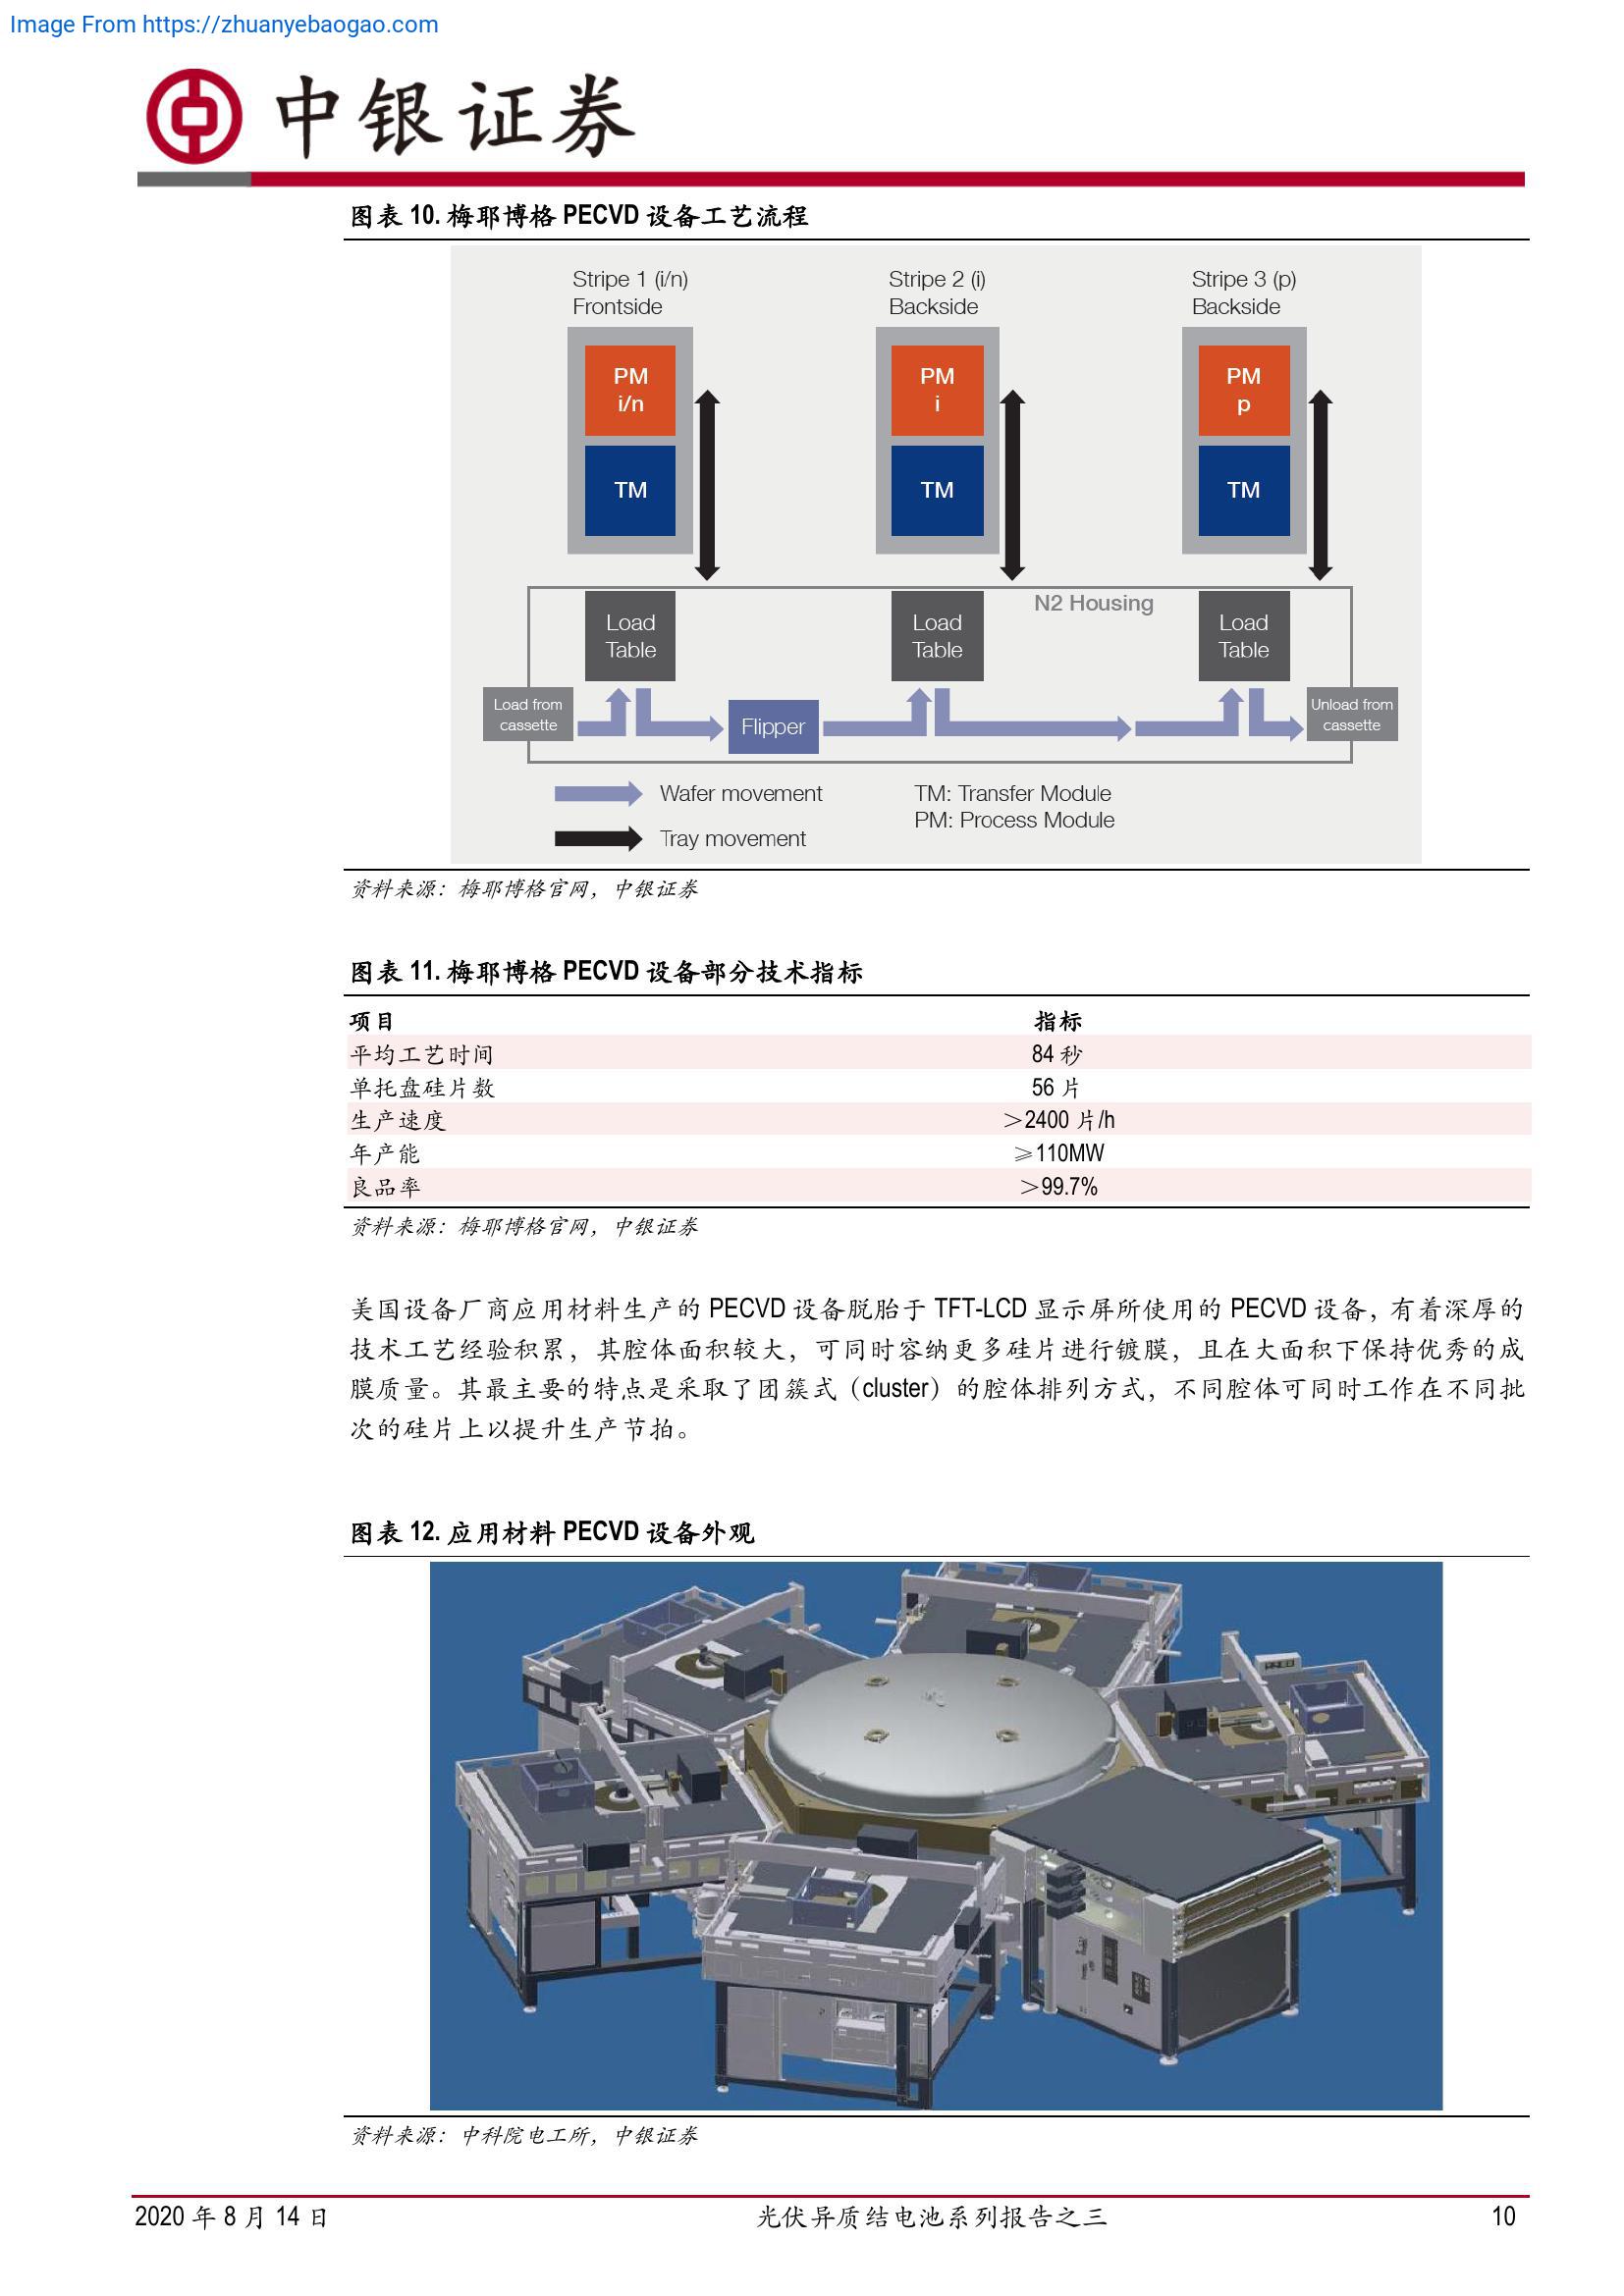 Image From https://zhuanyebaogao.com
中银证券
图表 10. 梅耶博格 PECVD 设备工艺流程
Stripe 1 (i/n)
Frontside
Stripe 2 (i)
Backside
Stripe 3 (p)
Backside
PM
i/n
PM
i
PM
p
TM
TM
TM
N2 Housing
Load
Table
Load
Table
Load
Table
Load from
cassette
Flipper
Unload from
cassette
Wafer movement
TM: Transfer Module
PM: Process Module
Tray movement
资料来源：梅耶博格官网，中银证券
图表 11. 梅耶博格 PECVD 设备部分技术指标
项目 指标
平均工艺时间 84 秒
单托盘硅片数 56 片
生产速度 ＞2400 片/h
年产能 ≥110MW
良品率 ＞99.7%
资料来源：梅耶博格官网，中银证券
美国设备厂商应用材料生产的 PECVD 设备脱胎于 TFT-LCD 显示屏所使用的 PECVD 设备，有着深厚的
技术工艺经验积累，其腔体面积较大，可同时容纳更多硅片进行镀膜，且在大面积下保持优秀的成
膜质量。其最主要的特点是采取了团簇式（cluster）的腔体排列方式，不同腔体可同时工作在不同批
次的硅片上以提升生产节拍。
图表 12. 应用材料 PECVD 设备外观
资料来源：中科院电工所，中银证券
2020 年 8 月 14 日 光伏异质结电池系列报告之三 10